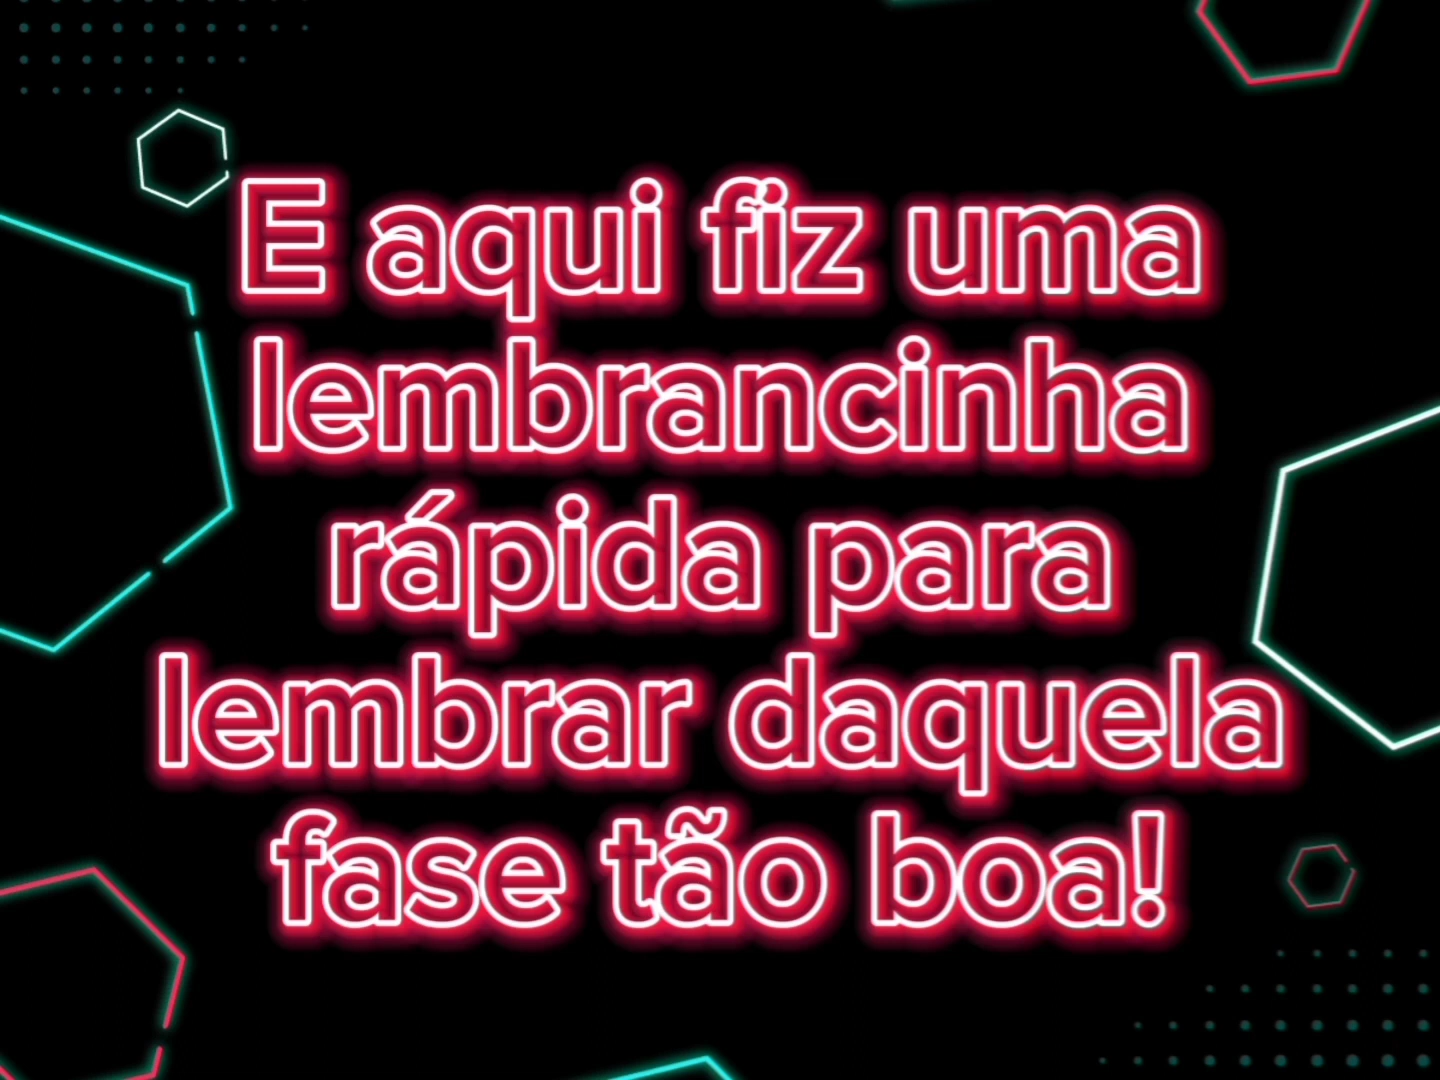 E aqui fiz uma
lembrancinha
rápida para
lembrar daquela
fase tão boa!